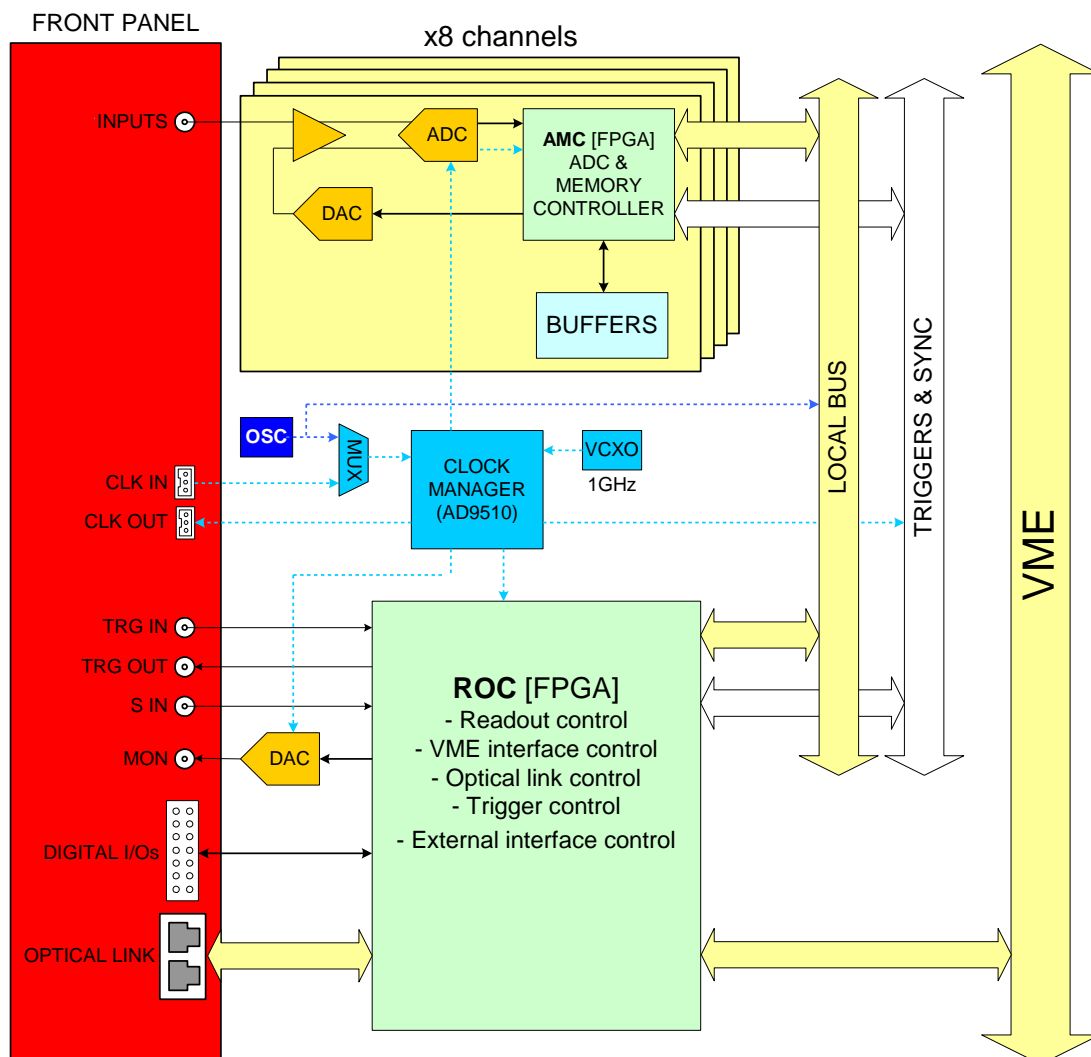 FRONT PANEL
x8 channels
INPUTS
ADC
DAC
AMC [FPGA]
ADC &
MEMORY
CONTROLLER
BUFFERS
LOCAL BUS
TRIGGERS & SYNC
VME
OSC
MUX
CLOCK
MANAGER
(AD9510)
VCXO
1GHz
CLK IN
CLK OUT
TRG IN
TRG OUT
S IN
MON
DAC
DIGITAL I/Os
OPTICAL LINK
ROC [FPGA]
- Readout control
- VME interface control
- Optical link control
- Trigger control
- External interface control